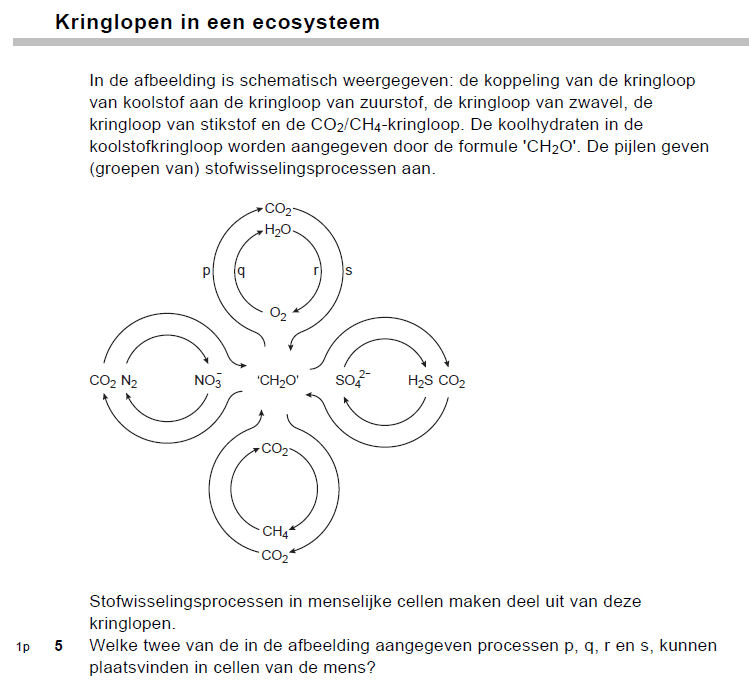 Kringlopen in een ecosysteem
In de afbeelding is schematisch weergegeven: de koppeling van de kringloop
van koolstof aan de kringloop van zuurstof, de kringloop van zwavel, de
kringloop van stikstof en de CO2/CH4-kringloop. De koolhydraten in de
koolstofkringloop worden aangegeven door de formule 'CH2O'. De pijlen geven
(groepen van) stofwisselingsprocessen aan.
CO2
H2O
p q r s
O2
CO2 N2 NO3- 'CH2O' SO42- H2S CO2
CO2
CH4
CO2
Stofwisselingsprocessen in menselijke cellen maken deel uit van deze
kringlopen.
1p 5 Welke twee van de in de afbeelding aangegeven processen p, q, r en s, kunnen
plaatsvinden in cellen van de mens?